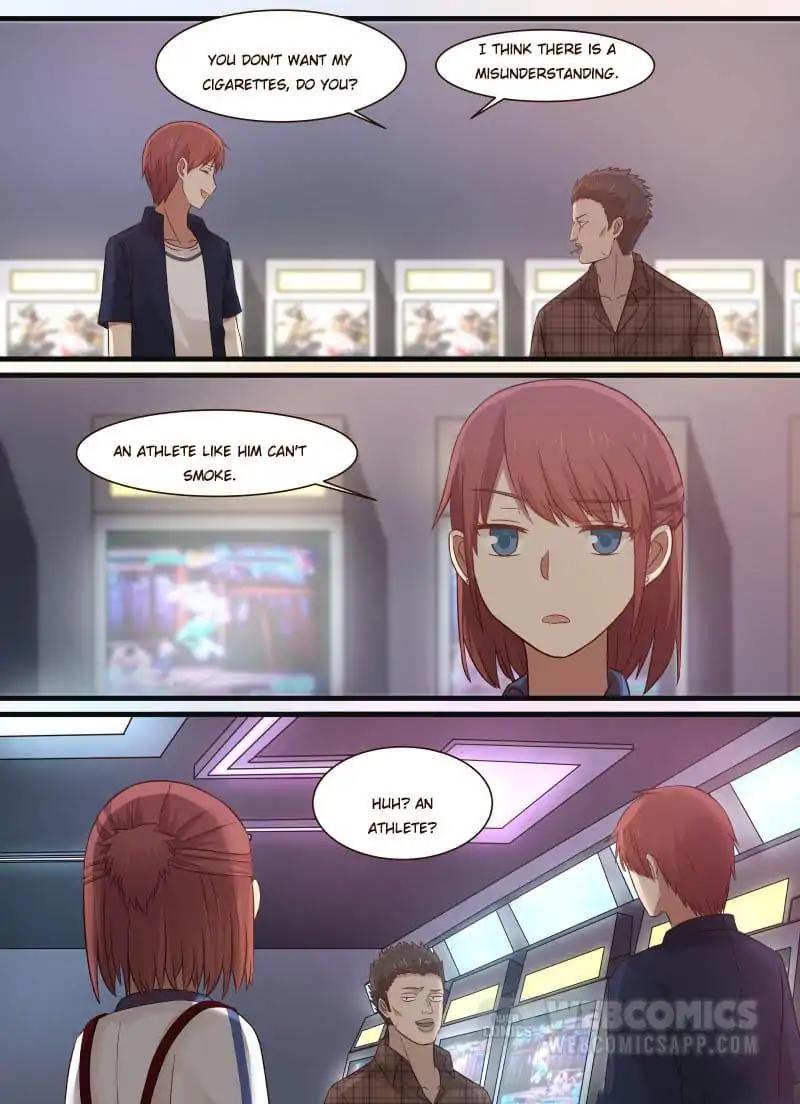 YOU DON'T WANT MY
CIGARETTES, DO YOU?
I THINK THERE IS A
MISUNDERSTANDING.
AN ATHLETE LIKE HIM CAN'T
SMOKE.
HUH? AN
ATHLETE?
WEBCOMICS
WEBCOMICSAPP.COM